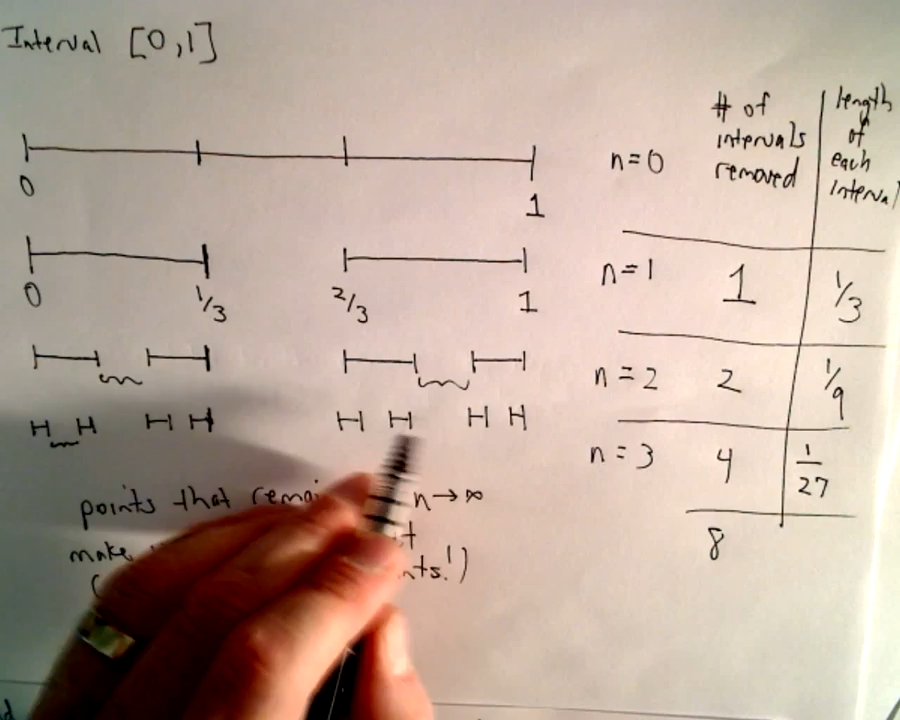 Interval [0,1]
0 1
0 1/3 2/3 1
points that n→∞
make
(
# of intervals removed
length of each interval
n=0
n=1 1 1/3
n=2 2 1/9
n=3 4 1/27
8